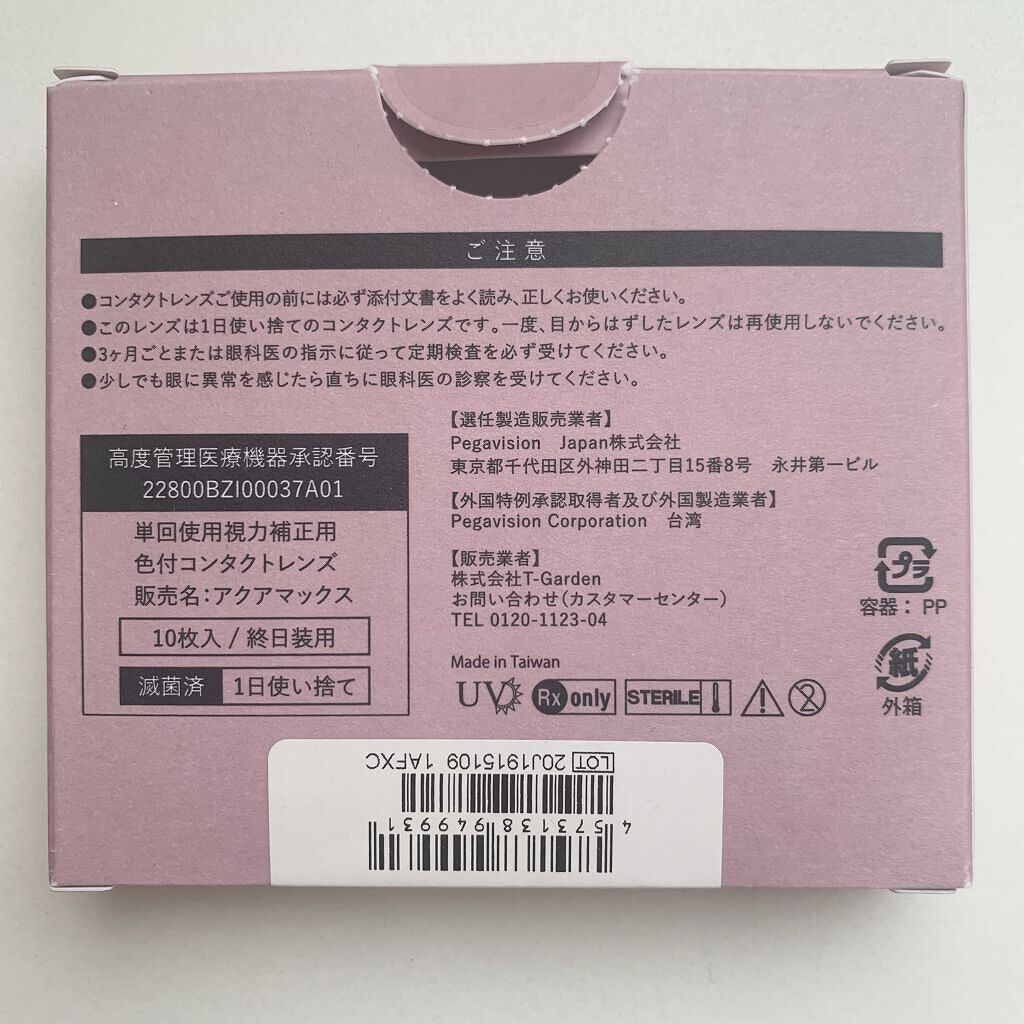 ご注意
●コンタクトレンズご使用の前には必ず添付文書をよく読み、正しくお使いください。
●このレンズは1日使い捨てのコンタクトレンズです。一度、目からはずしたレンズは再使用しないでください。
●3ヶ月ごとまたは眼科医の指示に従って定期検査を必ず受けてください。
●少しでも眼に異常を感じたら直ちに眼科医の診察を受けてください。
高度管理医療機器承認番号
22800BZI00037A01
単回使用視力補正用
色付コンタクトレンズ
販売名：アクアマックス
10枚入 / 終日装用
滅菌済 1日使い捨て
【選任製造販売業者】
Pegavision Japan株式会社
東京都千代田区外神田二丁目15番8号 永井第一ビル
【外国特例承認取得者及び外国製造業者】
Pegavision Corporation 台湾
【販売業者】
株式会社T-Garden
お問い合わせ（カスタマーセンター）
TEL 0120-1123-04
Made in Taiwan
UV Rx only STERILE 2
プラ
容器： PP
紙
外箱
LOT 20J1915109 1AFXC
4 573138 949931